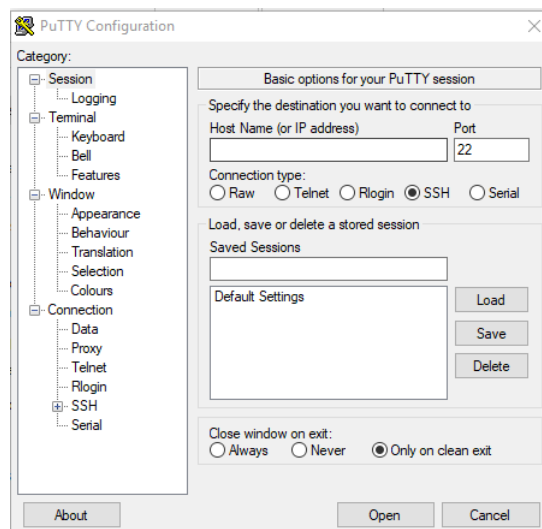 PuTTY Configuration
Category:
Session
Logging
Terminal
Keyboard
Bell
Features
Window
Appearance
Behaviour
Translation
Selection
Colours
Connection
Data
Proxy
Telnet
Rlogin
SSH
Serial
Basic options for your PuTTY session
Specify the destination you want to connect to
Host Name (or IP address) Port
22
Connection type:
Raw Telnet Rlogin SSH Serial
Load, save or delete a stored session
Saved Sessions
Default Settings
Load
Save
Delete
Close window on exit:
Always Never Only on clean exit
About Open Cancel